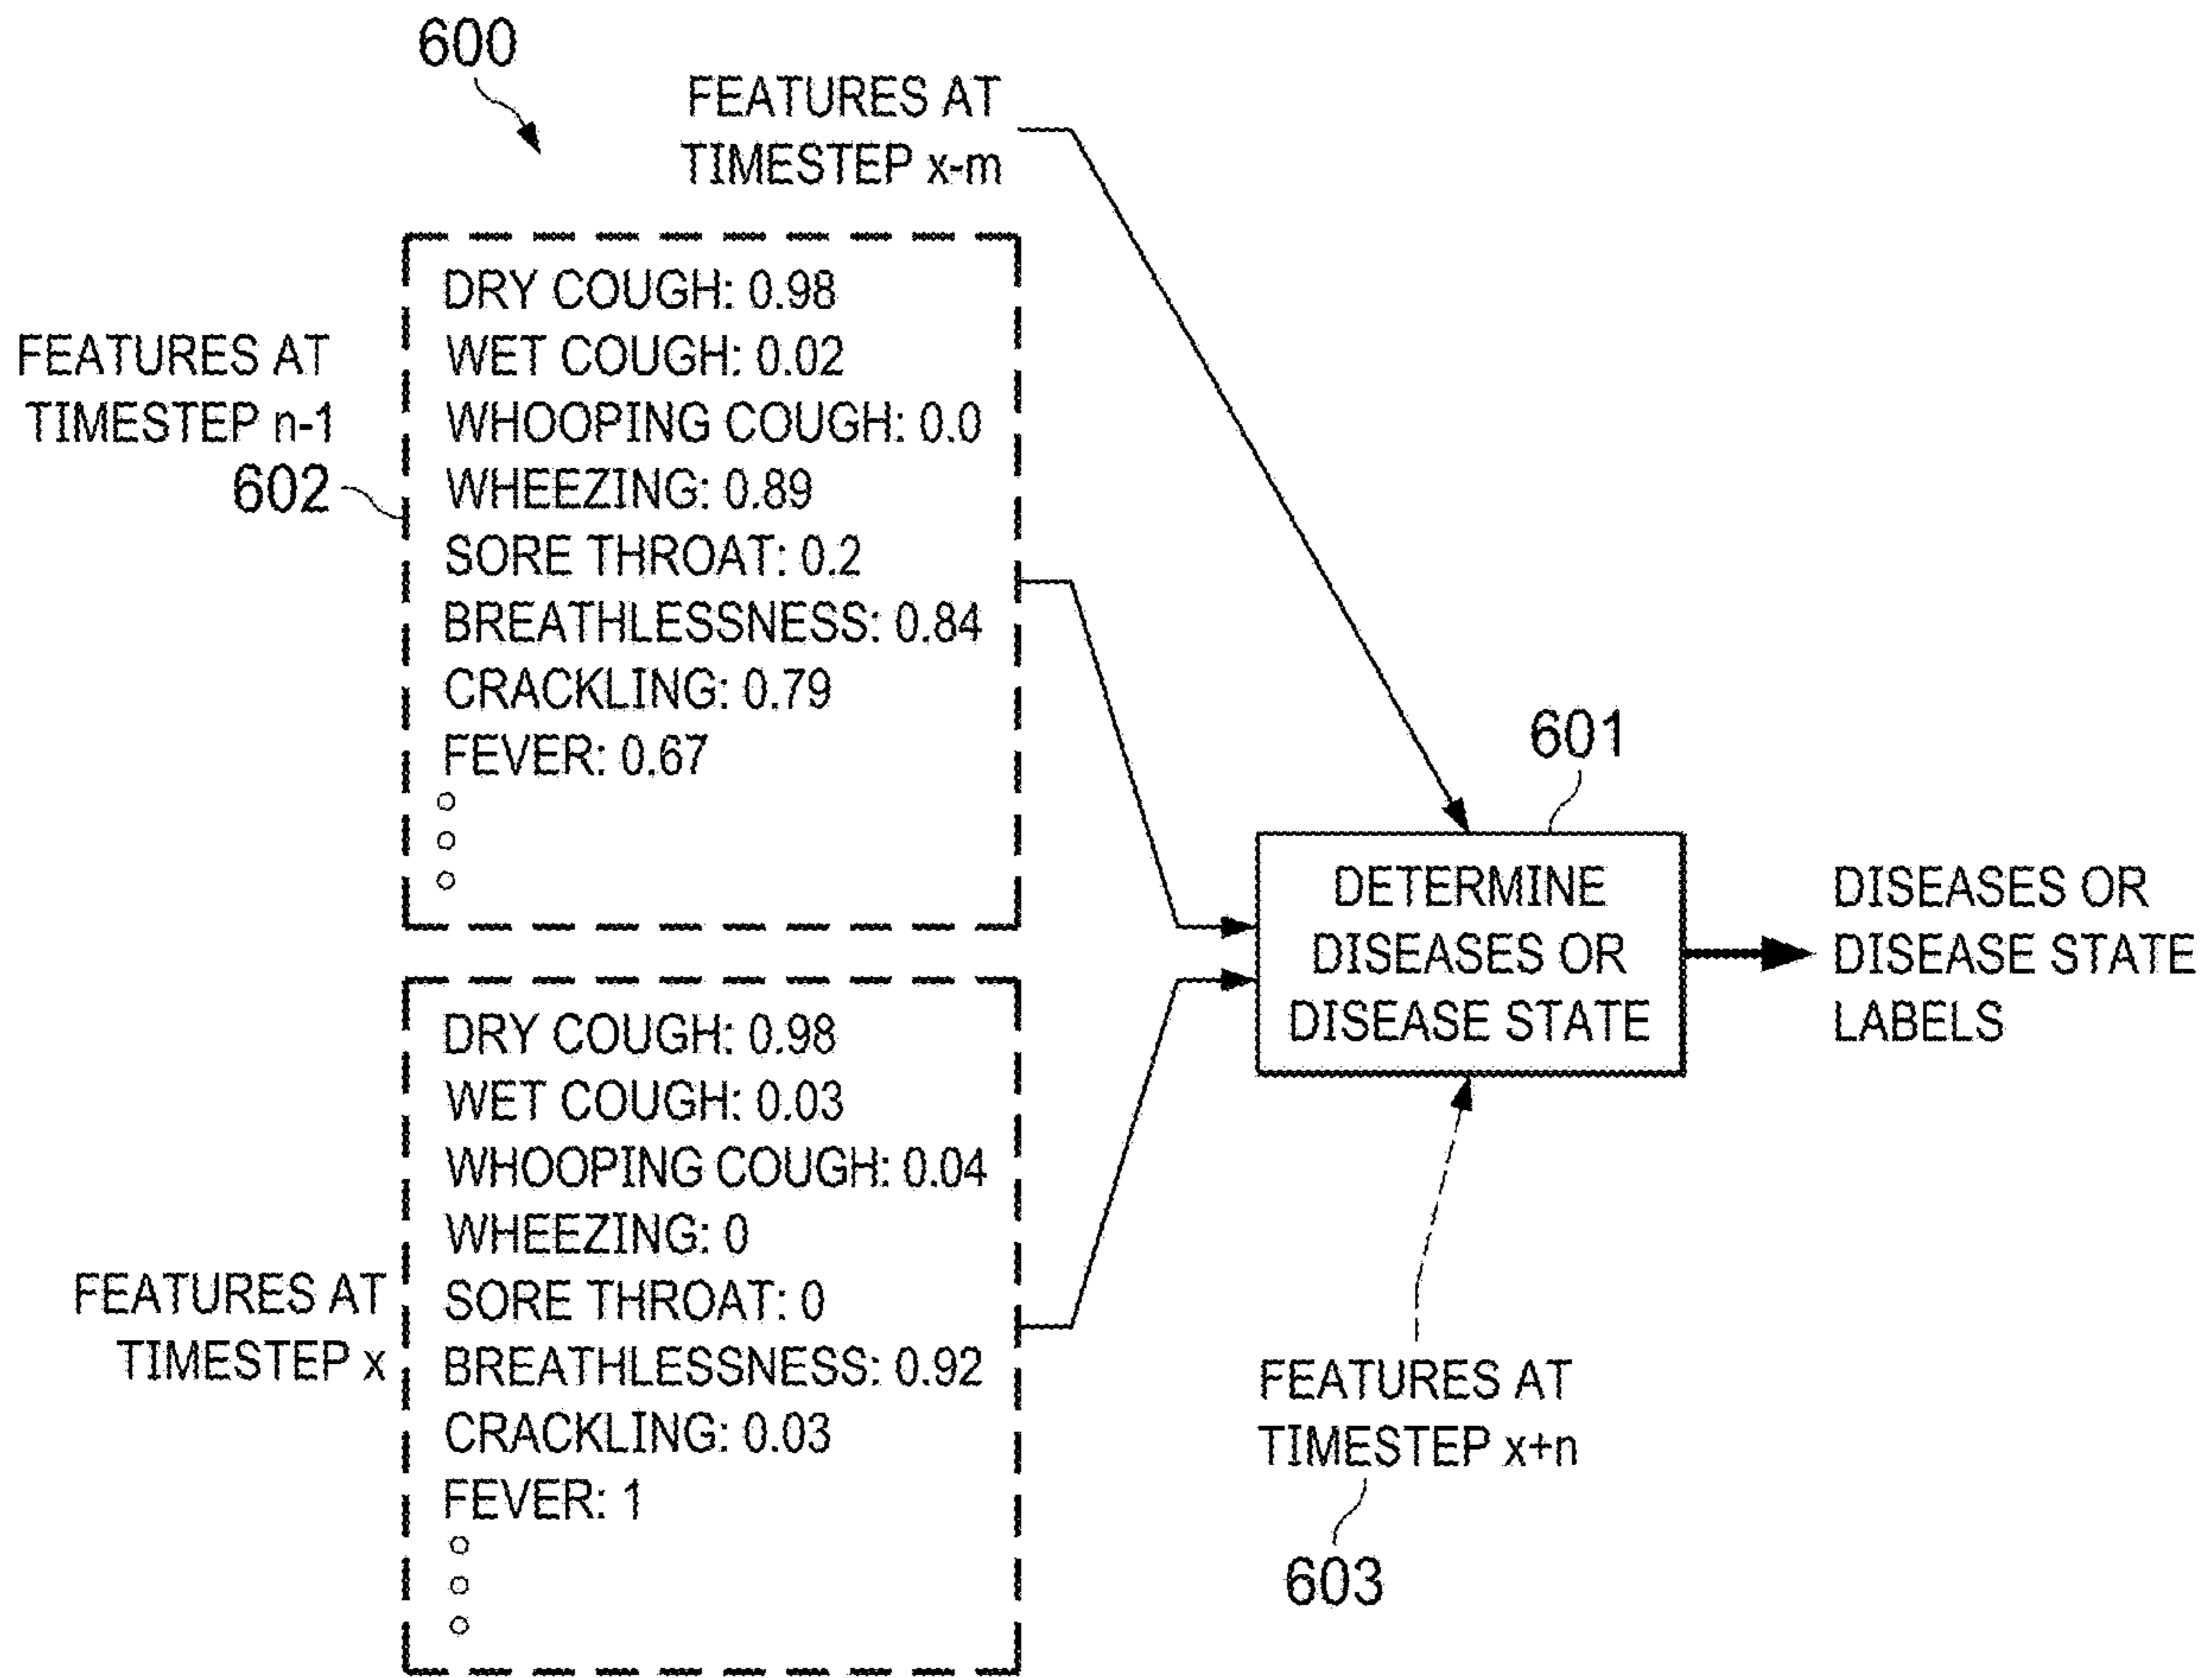 600
FEATURES AT
TIMESTEP x-m
FEATURES AT
TIMESTEP n-1
602
DRY COUGH: 0.98
WET COUGH: 0.02
WHOOPING COUGH: 0.0
WHEEZING: 0.89
SORE THROAT: 0.2
BREATHLESSNESS: 0.84
CRACKLING: 0.79
FEVER: 0.67
601
DETERMINE
DISEASES OR
DISEASE STATE
DISEASES OR
DISEASE STATE
LABELS
FEATURES AT
TIMESTEP x
DRY COUGH: 0.98
WET COUGH: 0.03
WHOOPING COUGH: 0.04
WHEEZING: 0
SORE THROAT: 0
BREATHLESSNESS: 0.92
CRACKLING: 0.03
FEVER: 1
FEATURES AT
TIMESTEP x+n
603